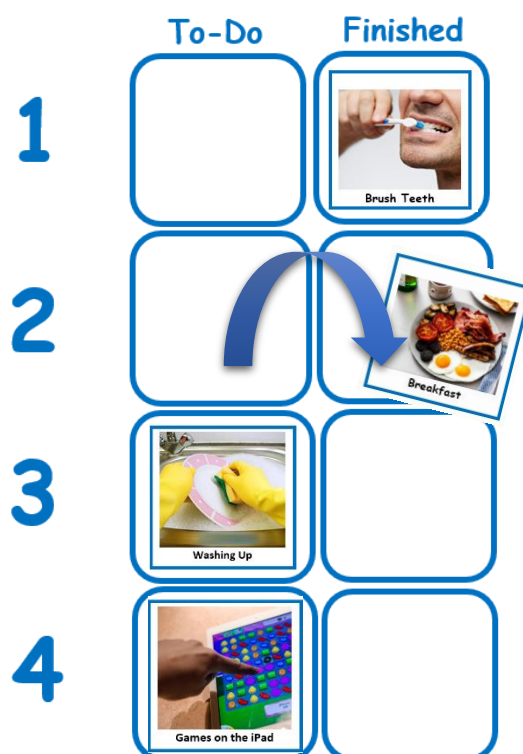 To-Do Finished
1
Brush Teeth
2
Breakfast
3
Washing Up
4
Games on the iPad